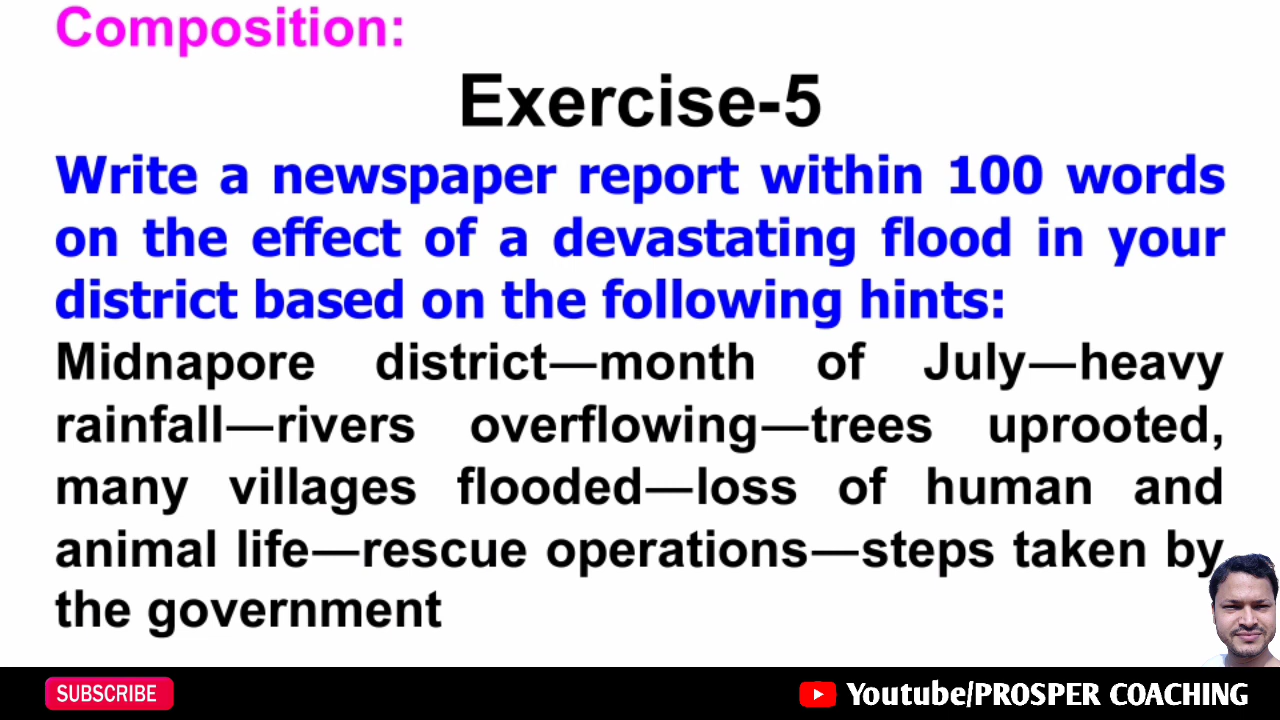 Composition:
Exercise-5
Write a newspaper report within 100 words
on the effect of a devastating flood in your
district based on the following hints:
Midnapore district—month of July—heavy
rainfall—rivers overflowing—trees uprooted,
many villages flooded—loss of human and
animal life—rescue operations—steps taken by
the government
SUBSCRIBE
Youtube/PROSPER COACHING